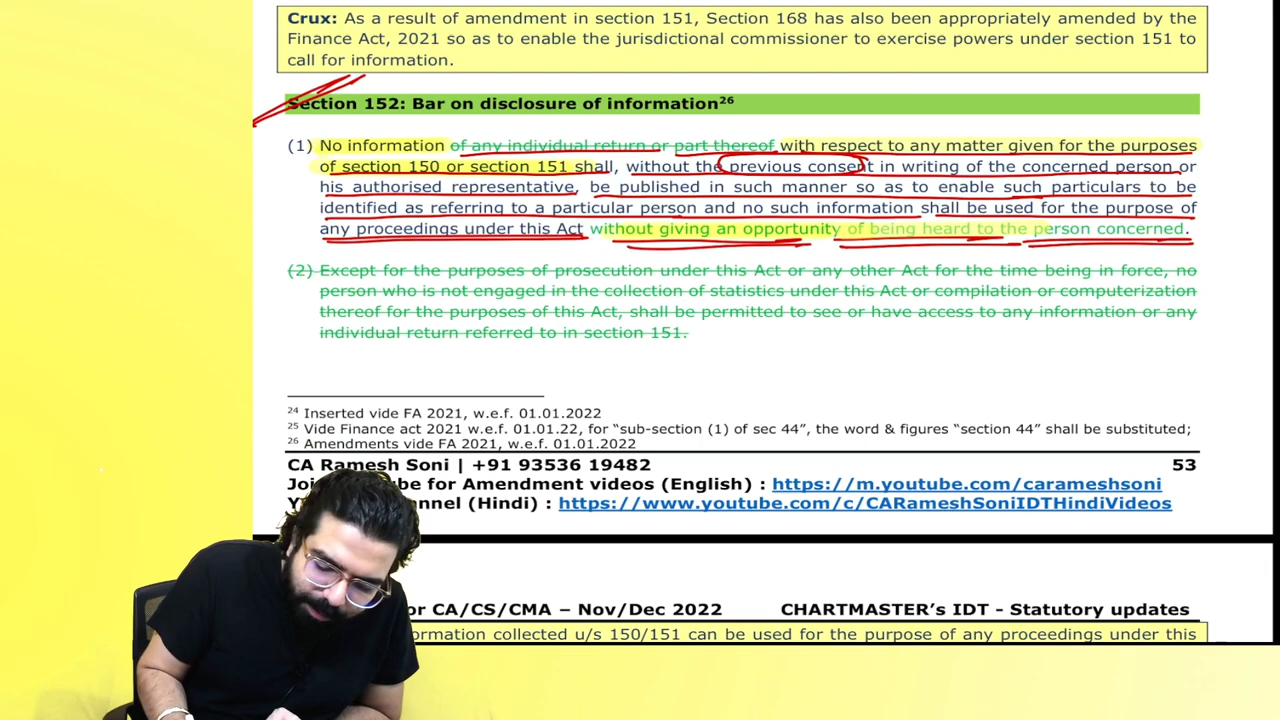 Crux: As a result of amendment in section 151, Section 168 has also been appropriately amended by the
Finance Act, 2021 so as to enable the jurisdictional commissioner to exercise powers under section 151 to
call for information.
Section 152: Bar on disclosure of information²⁶
(1) No information of any individual return or part thereof with respect to any matter given for the purposes
of section 150 or section 151 shall, without the previous consent in writing of the concerned person or
his authorised representative, be published in such manner so as to enable such particulars to be
identified as referring to a particular person and no such information shall be used for the purpose of
any proceedings under this Act without giving an opportunity of being heard to the person concerned.
(2) Except for the purposes of prosecution under this Act or any other Act for the time being in force, no
person who is not engaged in the collection of statistics under this Act or compilation or computerization
thereof for the purposes of this Act, shall be permitted to see or have access to any information or any
individual return referred to in section 151.
²⁴ Inserted vide FA 2021, w.e.f. 01.01.2022
²⁵ Vide Finance act 2021 w.e.f. 01.01.22, for “sub-section (1) of sec 44”, the word & figures “section 44” shall be substituted;
²⁶ Amendments vide FA 2021, w.e.f. 01.01.2022
CA Ramesh Soni | +91 93536 19482 53
for Amendment videos (English) : https://m.youtube.com/carameshsoni
(Hindi) : https://www.youtube.com/c/CARameshSoniIDTHindiVideos
CA/CS/CMA – Nov/Dec 2022 CHARTMASTER’s IDT - Statutory updates
collected u/s 150/151 can be used for the purpose of any proceedings under this